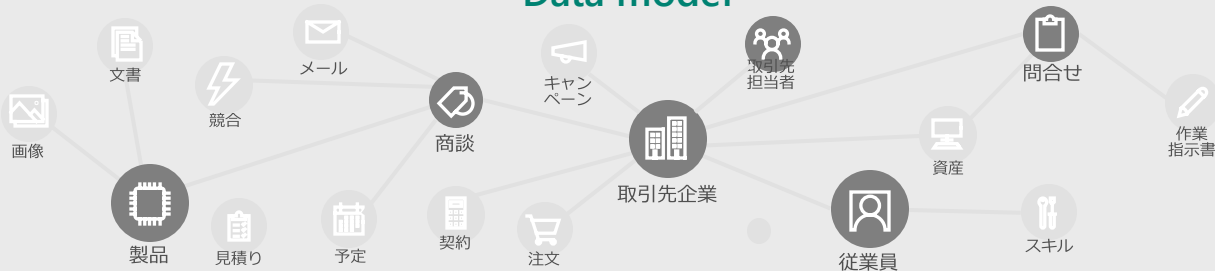 Data model
メール
文書
取引先
担当者
問合せ
キャン
ペーン
競合
商談
画像
作業
指示書
資産
取引先企業
製品
見積り
予定
契約
注文
従業員
スキル